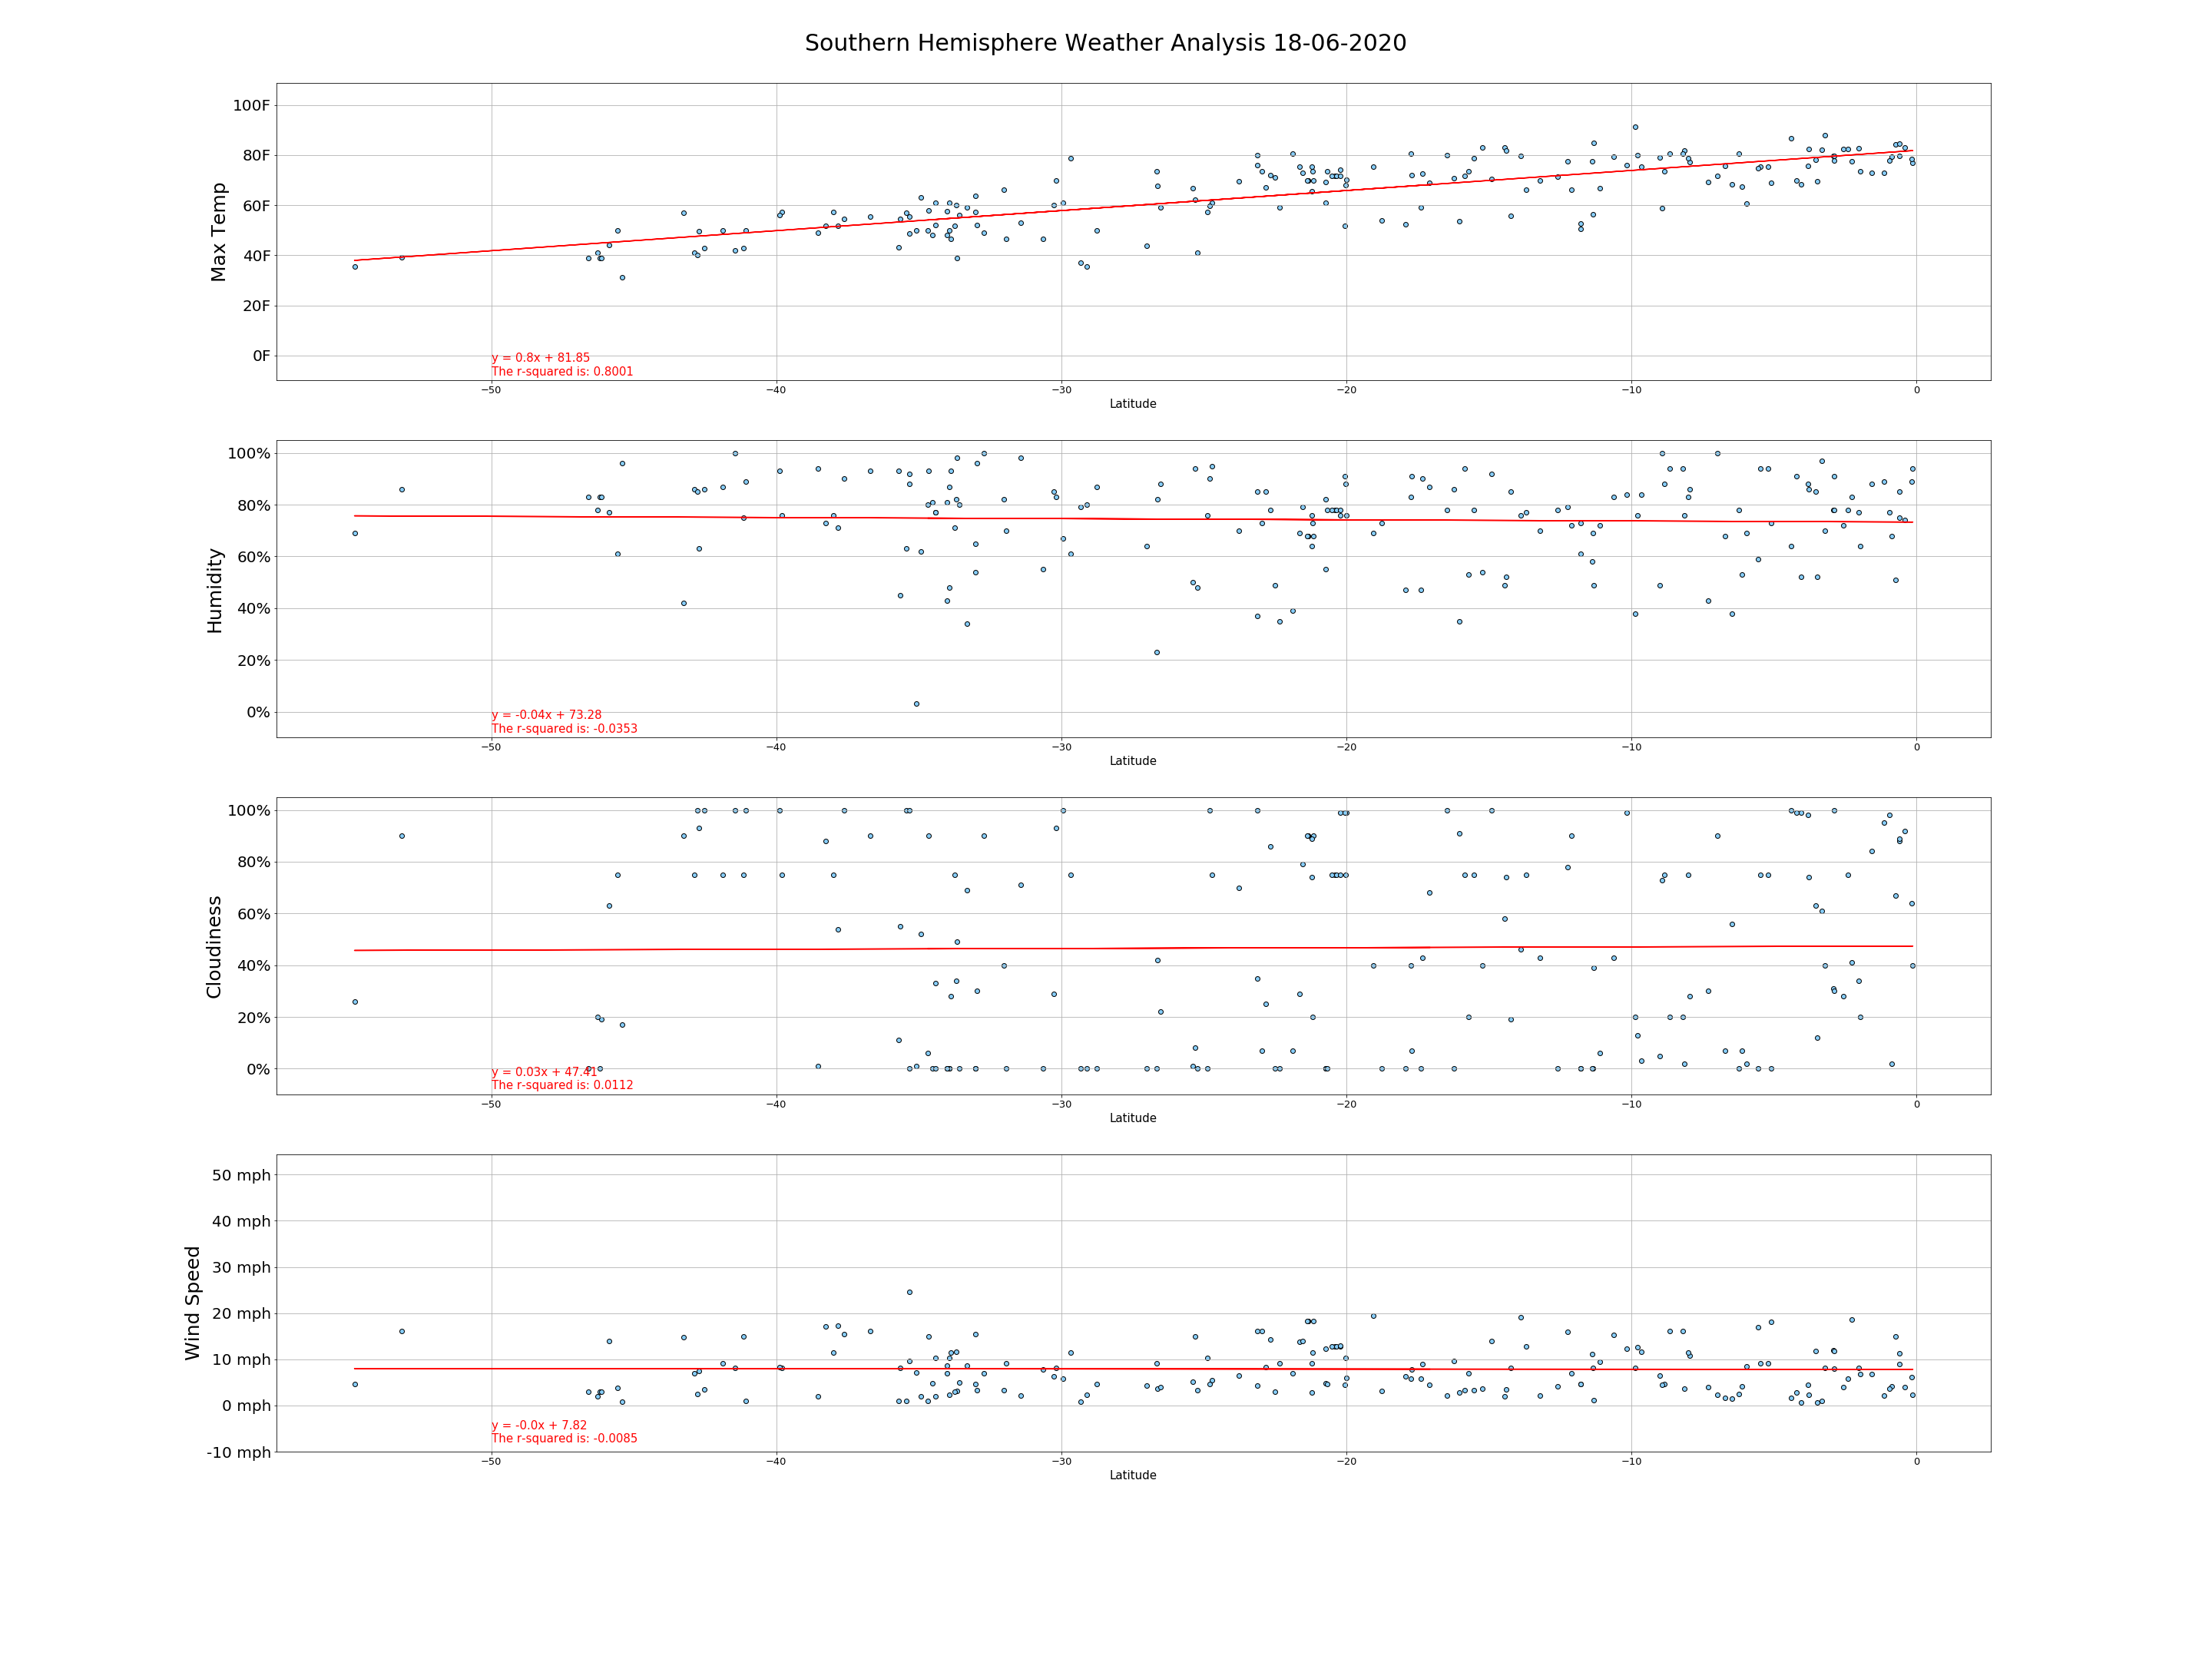 Southern Hemisphere Weather Analysis 18-06-2020
100F
80F
60F
40F
20F
0F
Max Temp
y = 0.8x + 81.85
The r-squared is: 0.8001
−50 −40 −30 −20 −10 0
Latitude
100%
80%
60%
40%
20%
0%
Humidity
y = -0.04x + 73.28
The r-squared is: -0.0353
−50 −40 −30 −20 −10 0
Latitude
100%
80%
60%
40%
20%
0%
Cloudiness
y = 0.03x + 47.41
The r-squared is: 0.0112
−50 −40 −30 −20 −10 0
Latitude
50 mph
40 mph
30 mph
20 mph
10 mph
0 mph
-10 mph
Wind Speed
y = -0.0x + 7.82
The r-squared is: -0.0085
−50 −40 −30 −20 −10 0
Latitude